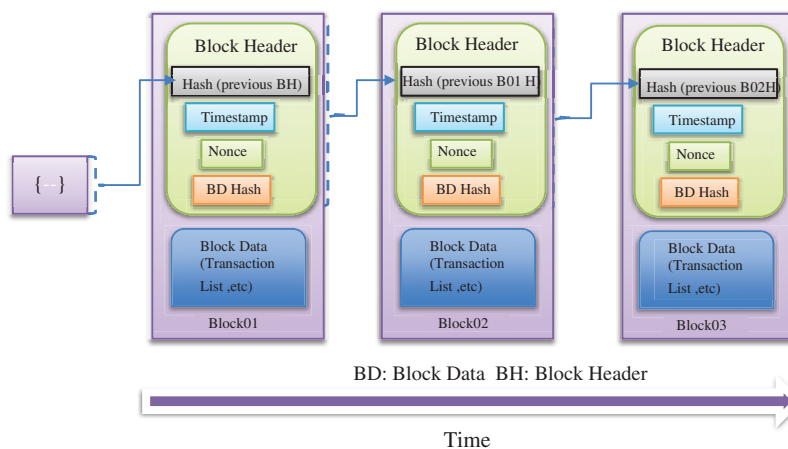 {--}
Block Header
Hash (previous BH)
Timestamp
Nonce
BD Hash
Block Data
(Transaction
List ,etc)
Block01
Block Header
Hash (previous B01 H)
Timestamp
Nonce
BD Hash
Block Data
(Transaction
List ,etc)
Block02
Block Header
Hash (previous B02H)
Timestamp
Nonce
BD Hash
Block Data
(Transaction
List ,etc)
Block03
BD: Block Data BH: Block Header
Time